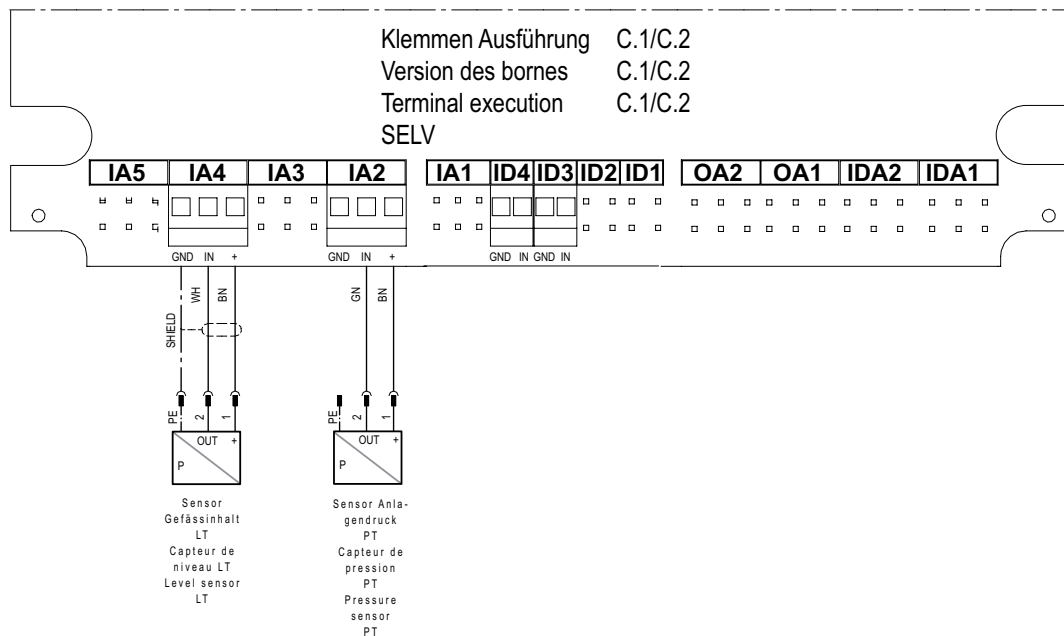 Klemmen Ausführung C.1/C.2
Version des bornes C.1/C.2
Terminal execution C.1/C.2
SELV
IA5 IA4 IA3 IA2 IA1 ID4 ID3 ID2 ID1 OA2 OA1 IDA2 IDA1
GND IN + GND IN + GND IN GND IN
WH BN GN BN
SHIELD
PE 2 1 PE 2 1
OUT + OUT +
P P
Sensor
Gefässinhalt
LT
Capteur de
niveau LT
Level sensor
LT
Sensor Anla-
gendruck
PT
Capteur de
pression
PT
Pressure
sensor
PT